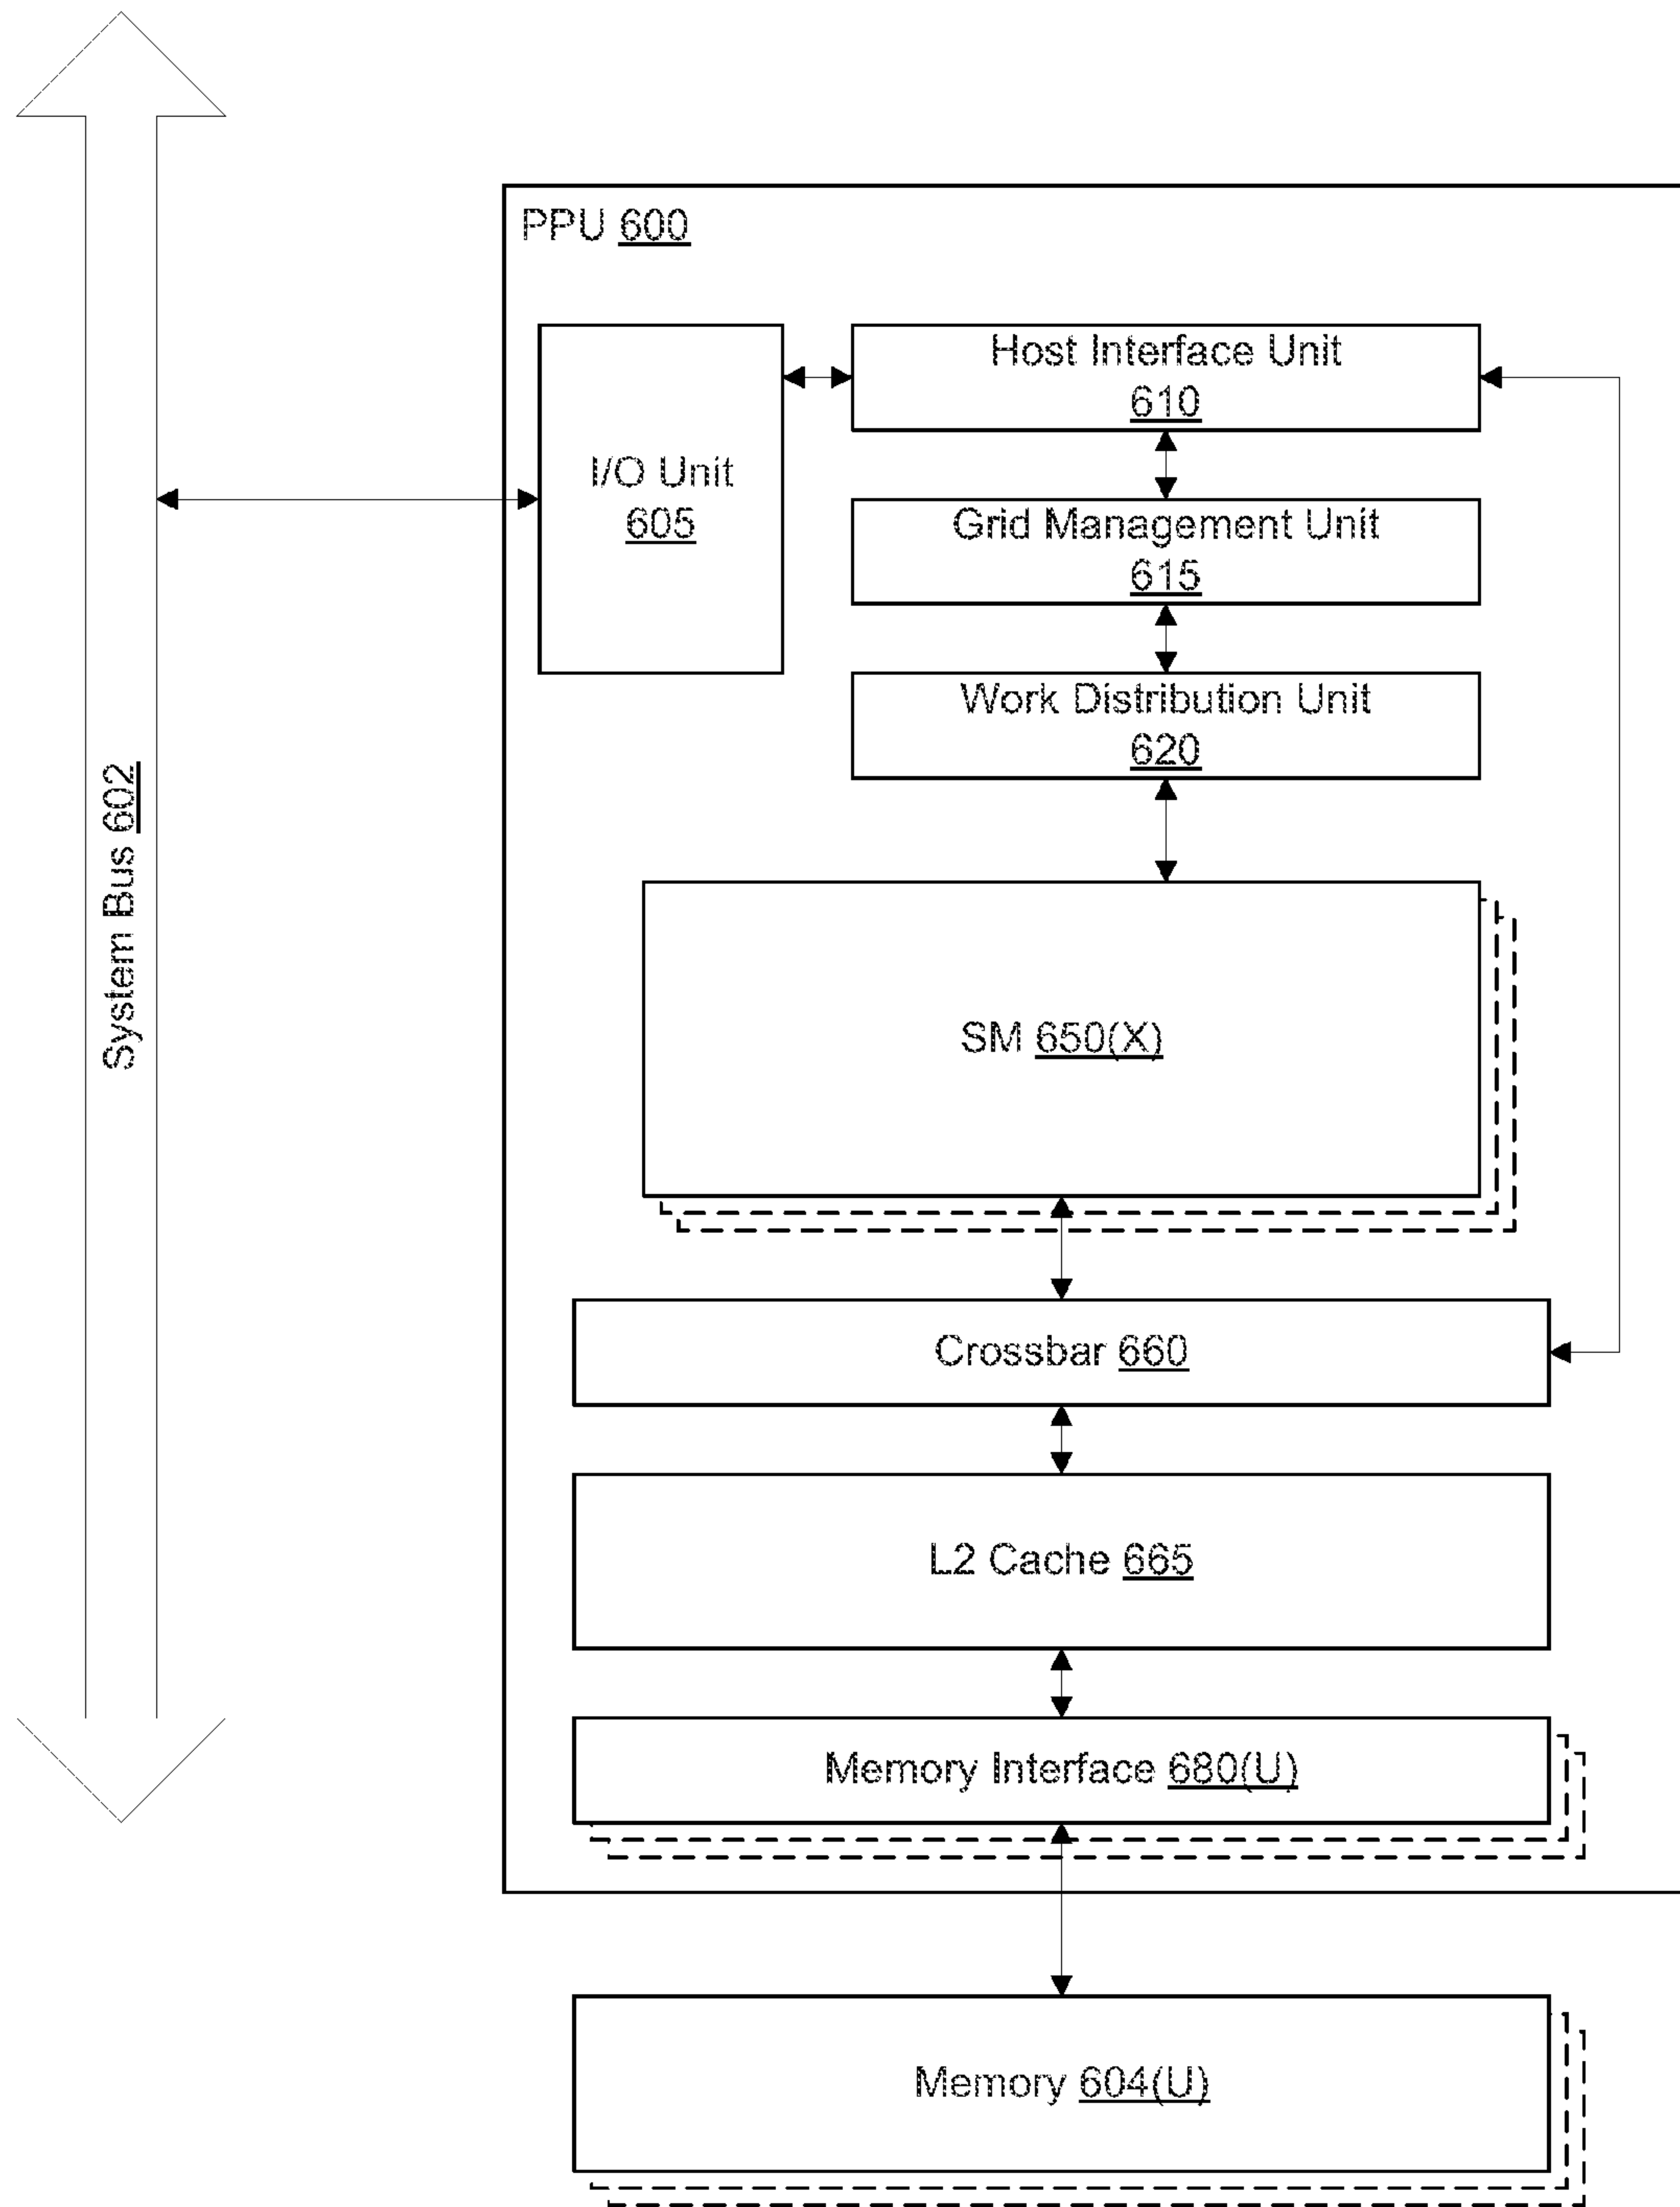 PPU 600
Host Interface Unit
610
I/O Unit
605
Grid Management Unit
615
Work Distribution Unit
620
System Bus 602
SM 650(X)
Crossbar 660
L2 Cache 665
Memory Interface 680(U)
Memory 604(U)